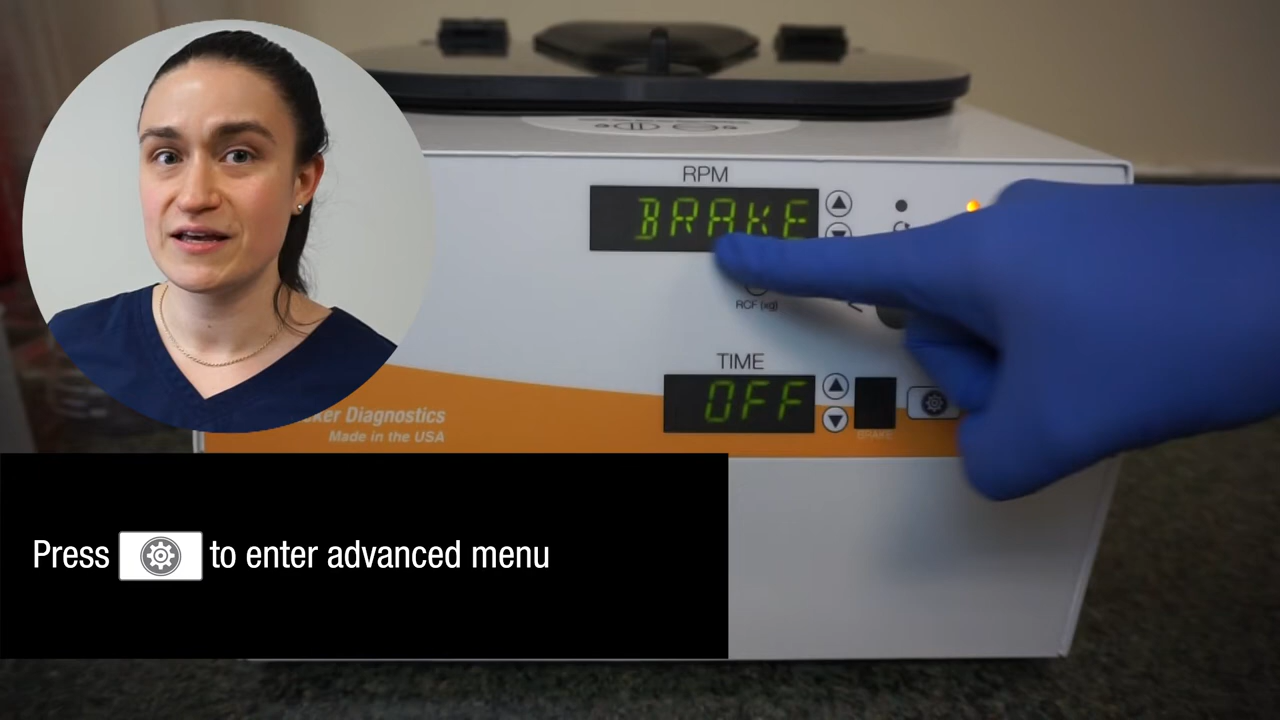 RPM
BRAKE
RCF (xg)
TIME
OFF
BRAKE
Diagnostics
Made in the USA
Press to enter advanced menu